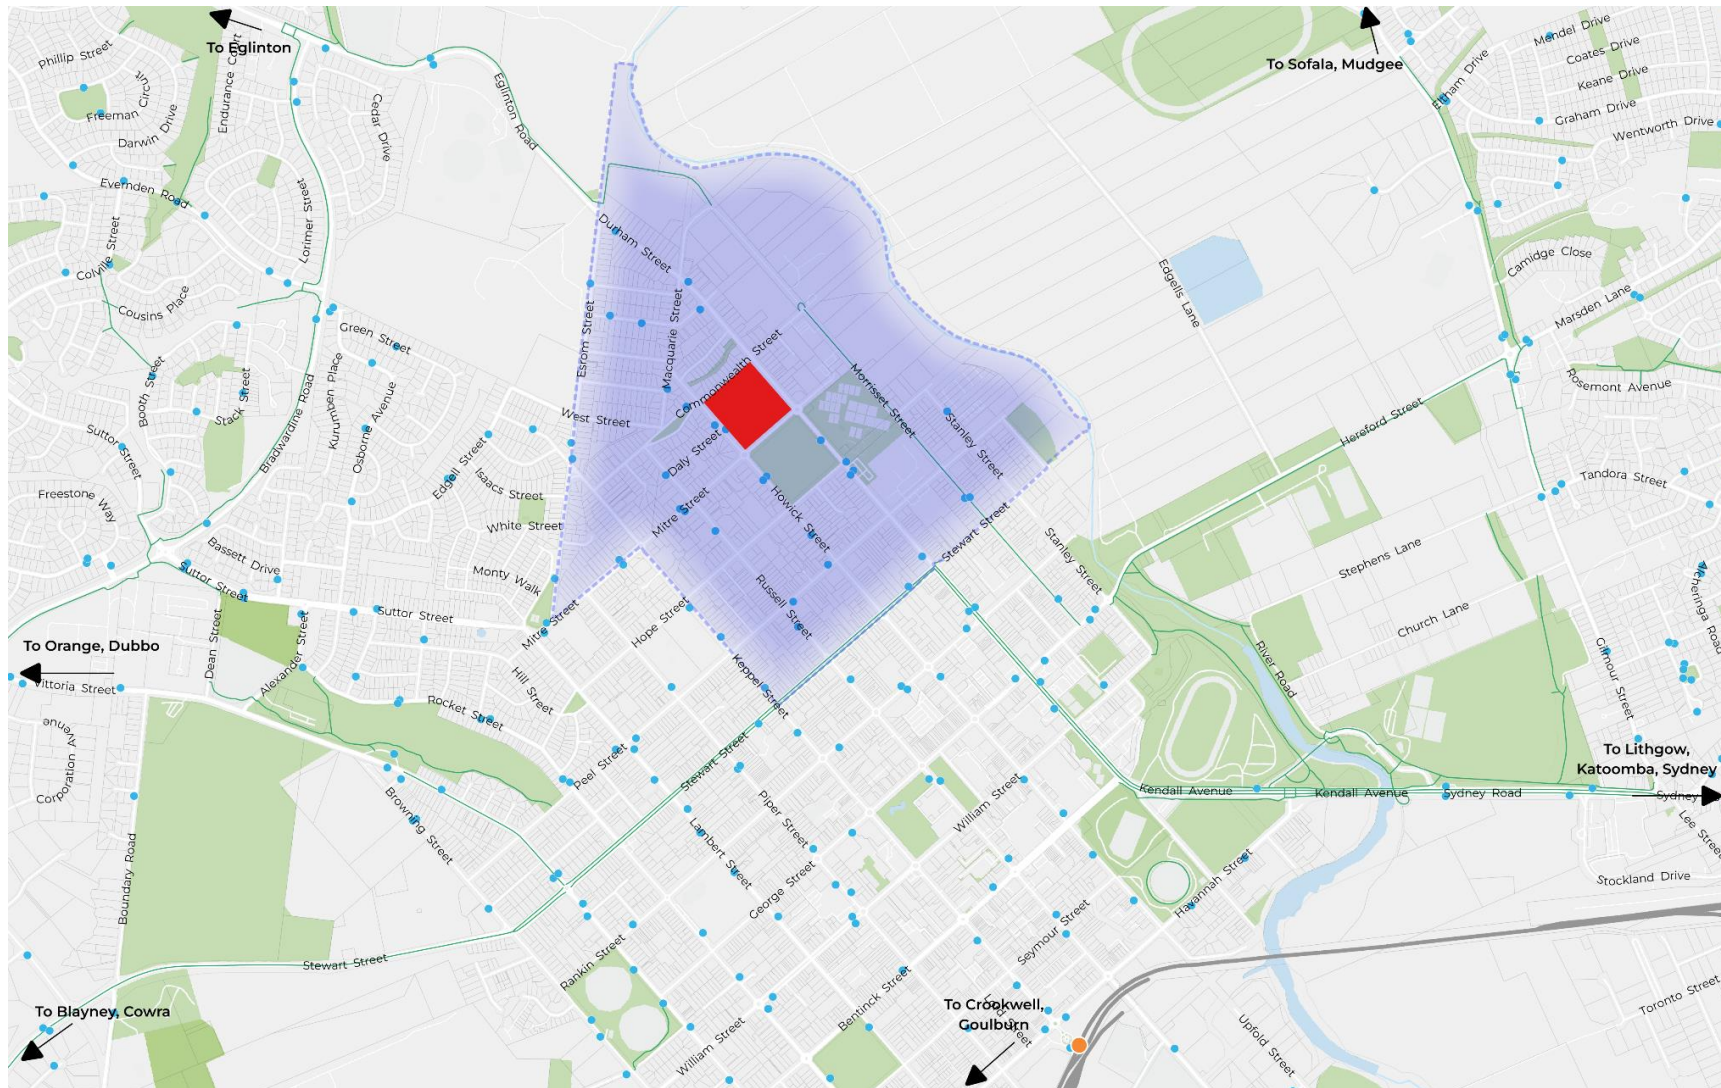 To Eglinton
To Sofala, Mudgee
Mendel Drive
Coates Drive
Keane Drive
Graham Drive
Wentworth Drive
Phillip Street
Freeman
Darwin Drive
Endurance Court
Cedar Drive
Eglinton Road
Evernden Road
Lorimer Street
Durham Street
Colville Street
Cousins Place
Edgells Lane
Camidge Close
Marsden Lane
Green Street
Esrom Street
Macquarie Street
Commonwealth Street
Morrisset Street
Booth Street
Stack Street
Bradwardine Road
Kurumben Place
Osborne Avenue
West Street
Rosemont Avenue
Hereford Street
Stanley Street
Suttor Street
Edgell Street
Isaacs Street
Daly Street
Mitre Street
Howick Street
Stewart Street
Tandora Street
Freestone Way
White Street
Bassett Drive
Monty Walk
Stanley Street
Stephens Lane
Suttor Street
Suttor Street
Russell Street
Church Lane
Mitre Street
Hope Street
Dean Street
Alexander Street
To Orange, Dubbo
Vittoria Street
Hill Street
Keppel Street
River Road
Gilmour Street
Rocket Street
Corporation Avenue
Peel Street
Stewart Street
To Lithgow,
Katoomba, Sydney
Kendall Avenue
Kendall Avenue
Sydney Road
Lee Street
Browning Street
Piper Street
William Street
Lambert Street
George Street
Boundary Road
Havannah Street
Stockland Drive
Seymour Street
Rankin Street
Stewart Street
Bentinck Street
Toronto Street
To Blayney, Cowra
To Crookwell,
Goulburn
William Street
Upfold Street